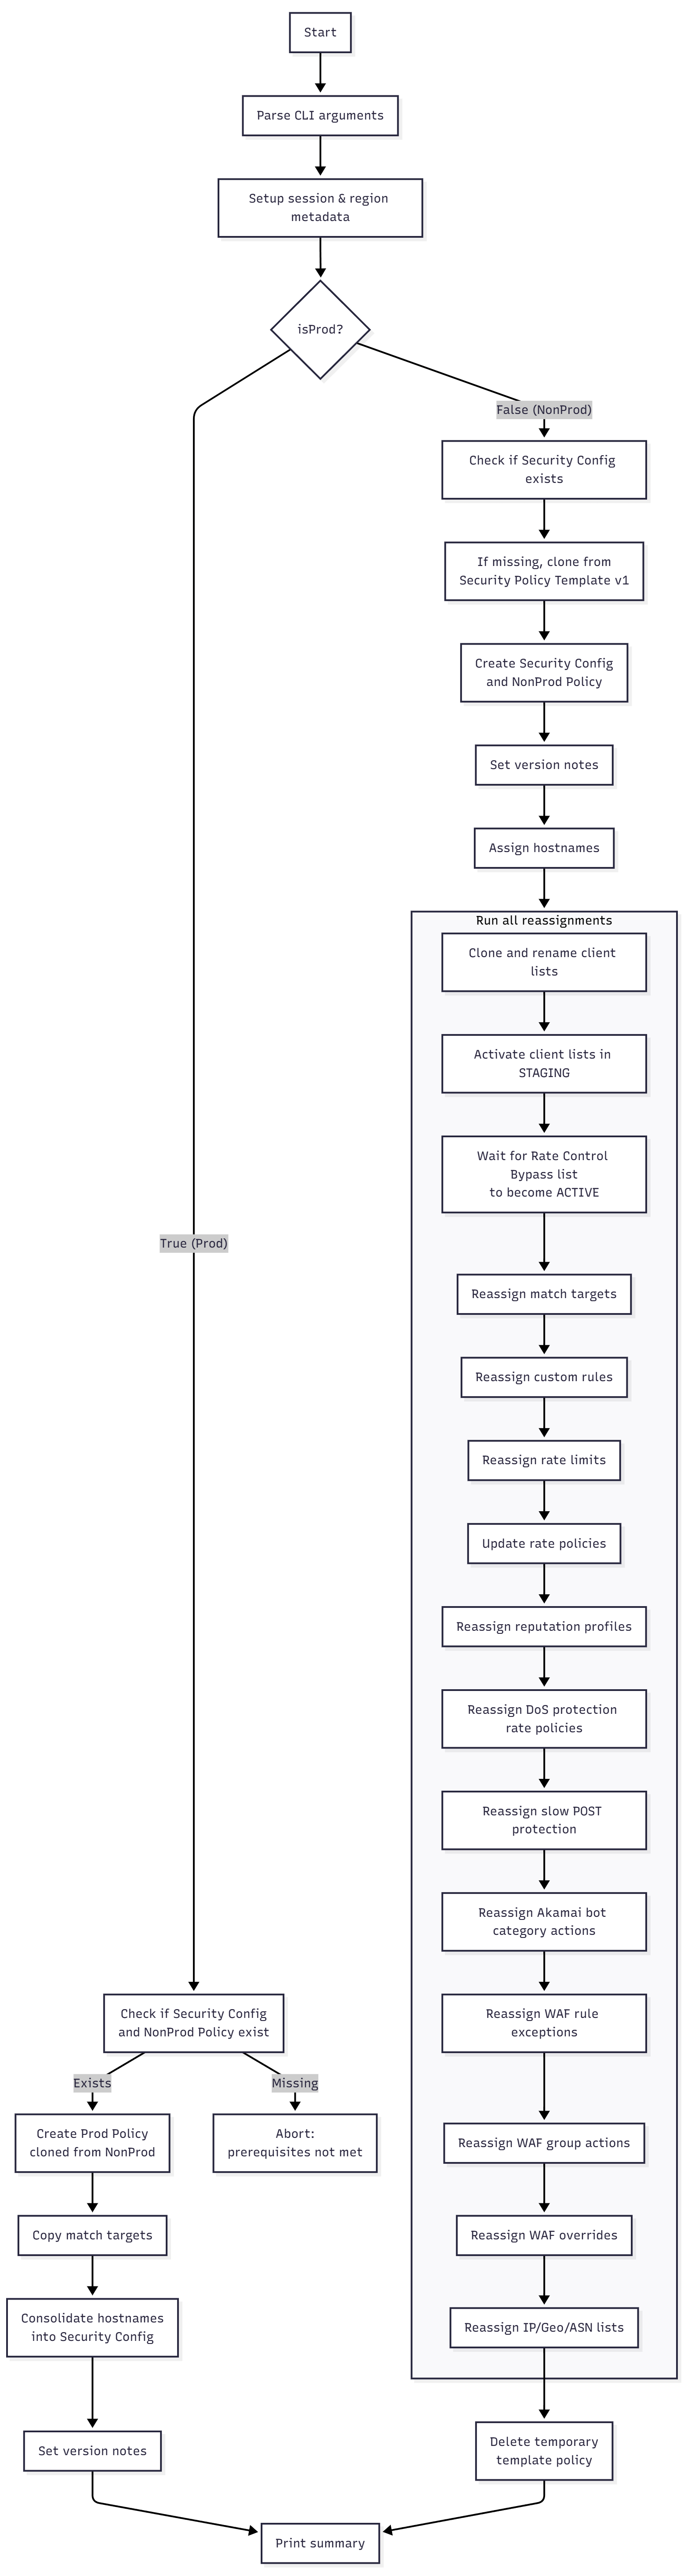 Start
Parse CLI arguments
Setup session & region
metadata
isProd?
False (NonProd)
Check if Security Config
exists
If missing, clone from
Security Policy Template v1
Create Security Config
and NonProd Policy
Set version notes
Assign hostnames
Run all reassignments
Clone and rename client
lists
Activate client lists in
STAGING
Wait for Rate Control
Bypass list
to become ACTIVE
True (Prod)
Reassign match targets
Reassign custom rules
Reassign rate limits
Update rate policies
Reassign reputation profiles
Reassign DoS protection
rate policies
Reassign slow POST
protection
Reassign Akamai bot
category actions
Reassign WAF rule
exceptions
Reassign WAF group actions
Reassign WAF overrides
Reassign IP/Geo/ASN lists
Delete temporary
template policy
Check if Security Config
and NonProd Policy exist
Exists
Missing
Create Prod Policy
cloned from NonProd
Abort:
prerequisites not met
Copy match targets
Consolidate hostnames
into Security Config
Set version notes
Print summary